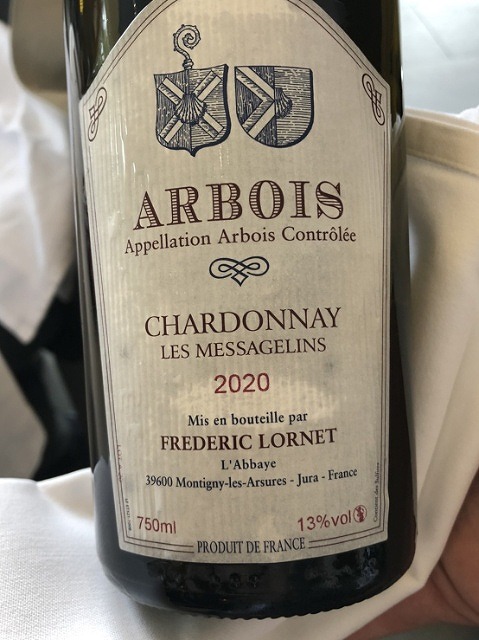 ARBOIS
Appellation Arbois Contrôlée
CHARDONNAY
LES MESSAGELINS
2020
Mis en bouteille par
FREDERIC LORNET
L'Abbaye
39600 Montigny-les-Arsures - Jura - France
750ml
13%vol
PRODUIT DE FRANCE